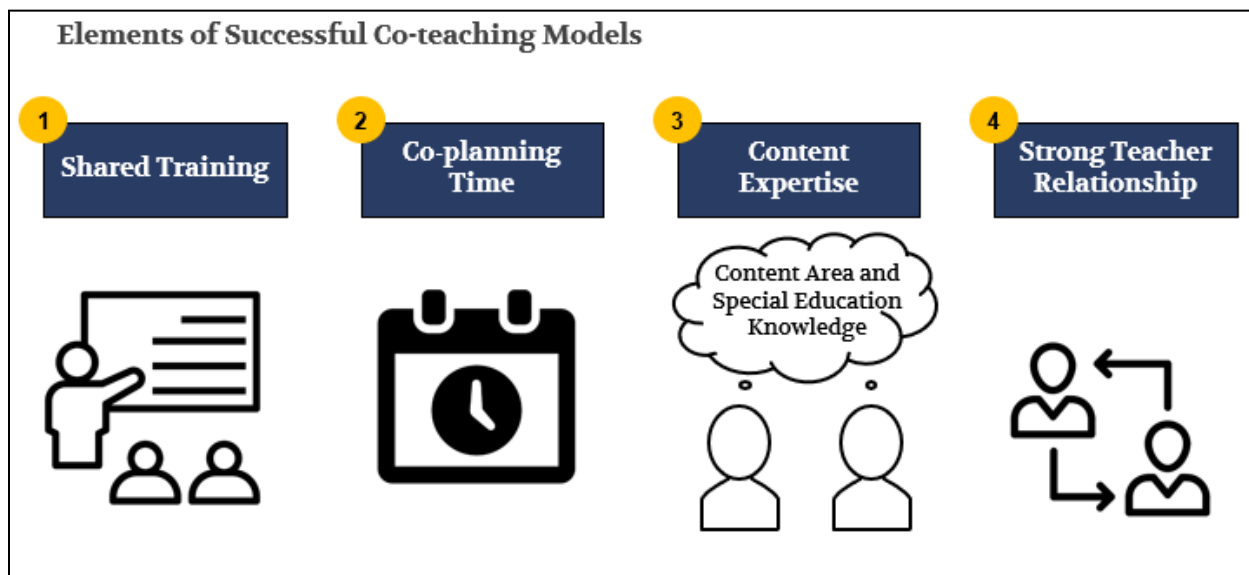 Elements of Successful Co-teaching Models
1
Shared Training
2
Co-planning
Time
3
Content
Expertise
4
Strong Teacher
Relationship
Content Area and
Special Education
Knowledge